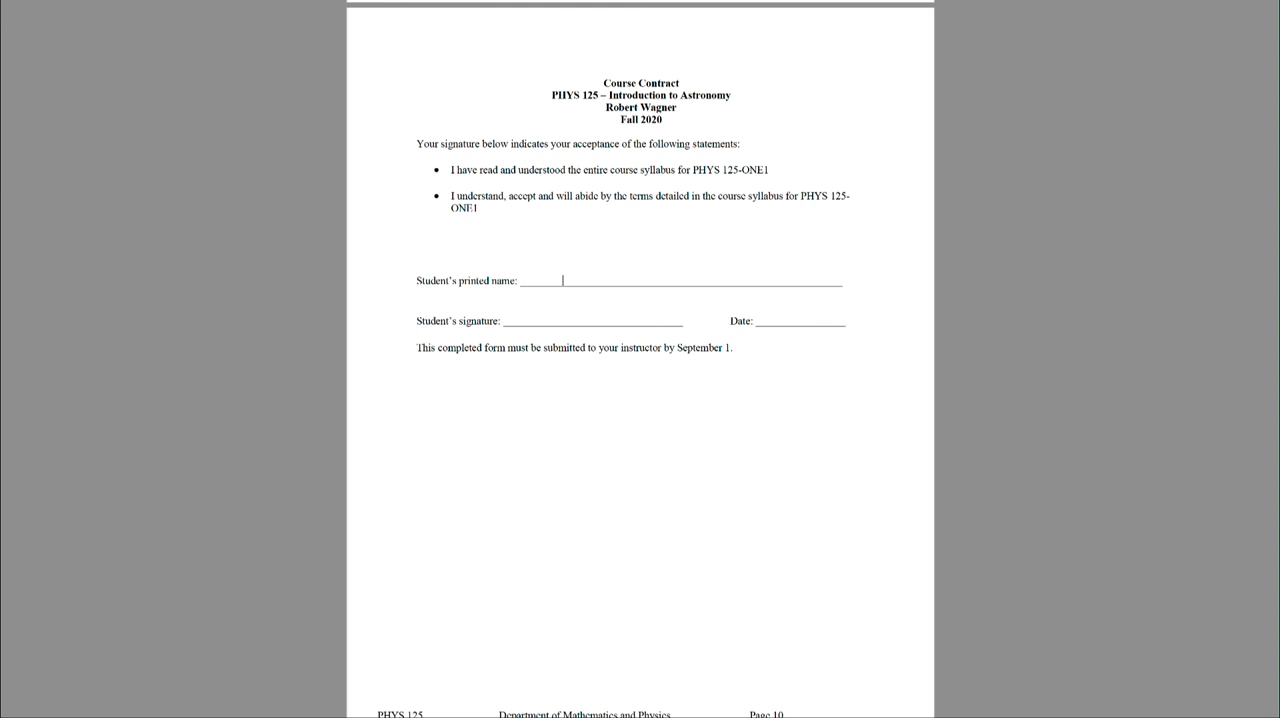 Course Contract
PHYS 125 – Introduction to Astronomy
Robert Wagner
Fall 2020
Your signature below indicates your acceptance of the following statements:
• I have read and understood the entire course syllabus for PHYS 125-ONE1
• I understand, accept and will abide by the terms detailed in the course syllabus for PHYS 125-
ONE1
Student's printed name: ____________________
Student's signature: ____________________ Date: ____________________
This completed form must be submitted to your instructor by September 1.
PHYS 125 Department of Mathematics and Physics Page 10